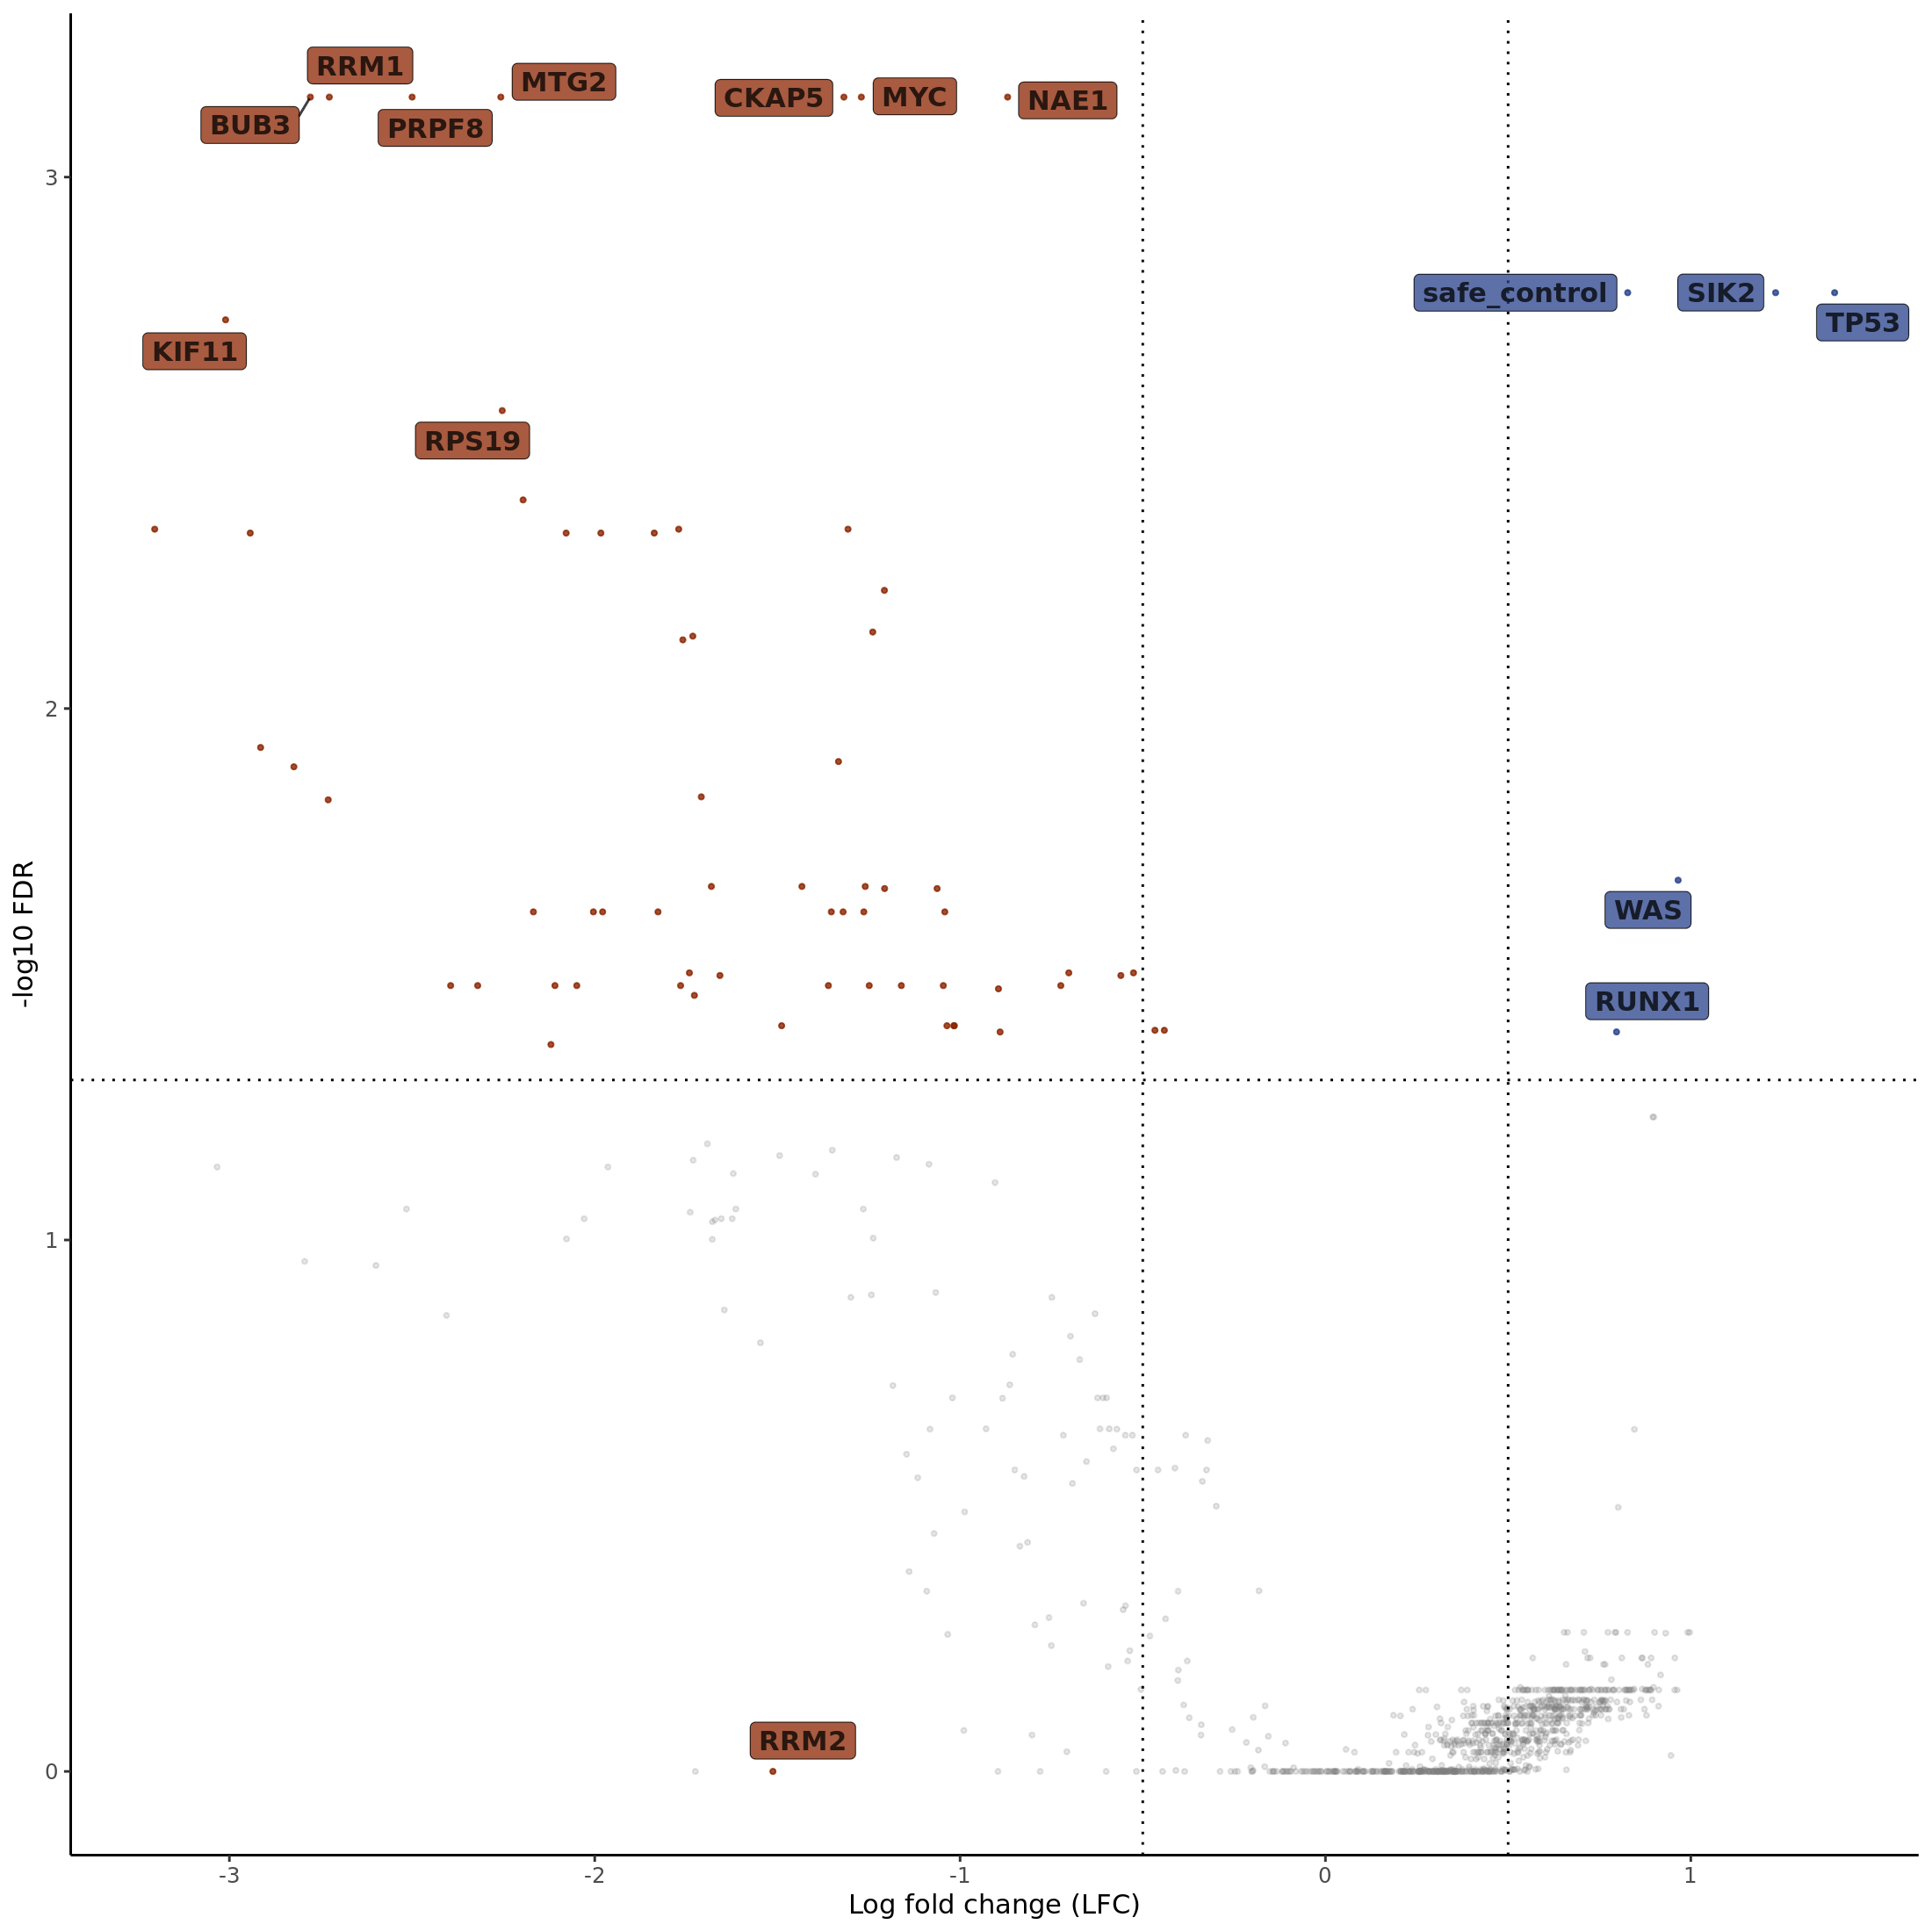 RRM1
MTG2
CKAP5
MYC
NAE1
BUB3
PRPF8
3
safe_control
SIK2
TP53
KIF11
RPS19
2
WAS
-log10 FDR
RUNX1
1
RRM2
0
-3
-2
-1
0
1
Log fold change (LFC)